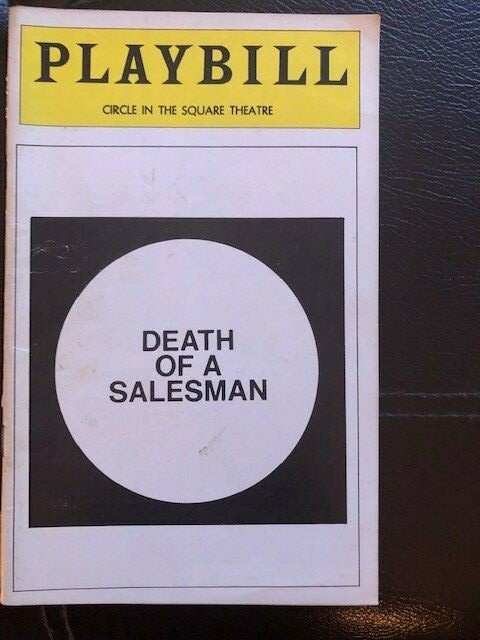 PLAYBILL
CIRCLE IN THE SQUARE THEATRE
DEATH
OF A
SALESMAN